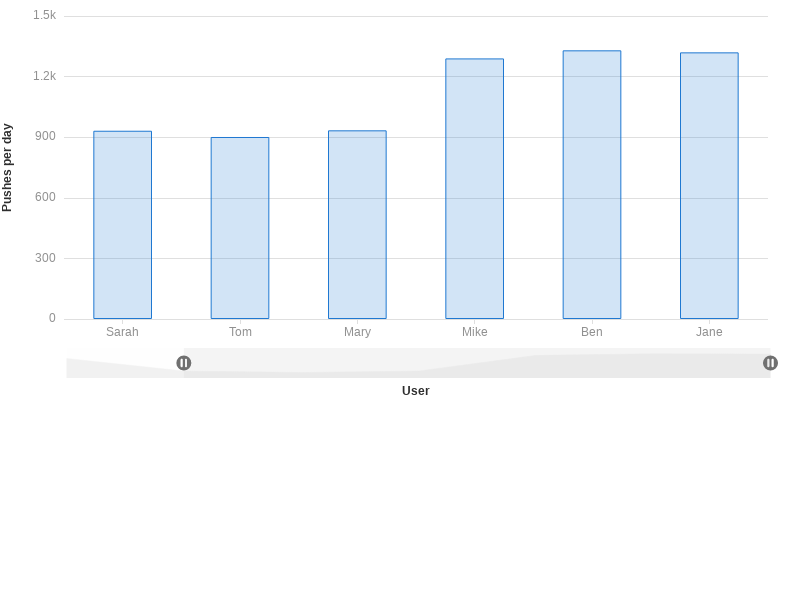 1.5k
1.2k
900
600
300
0
Pushes per day
Sarah Tom Mary Mike Ben Jane
User